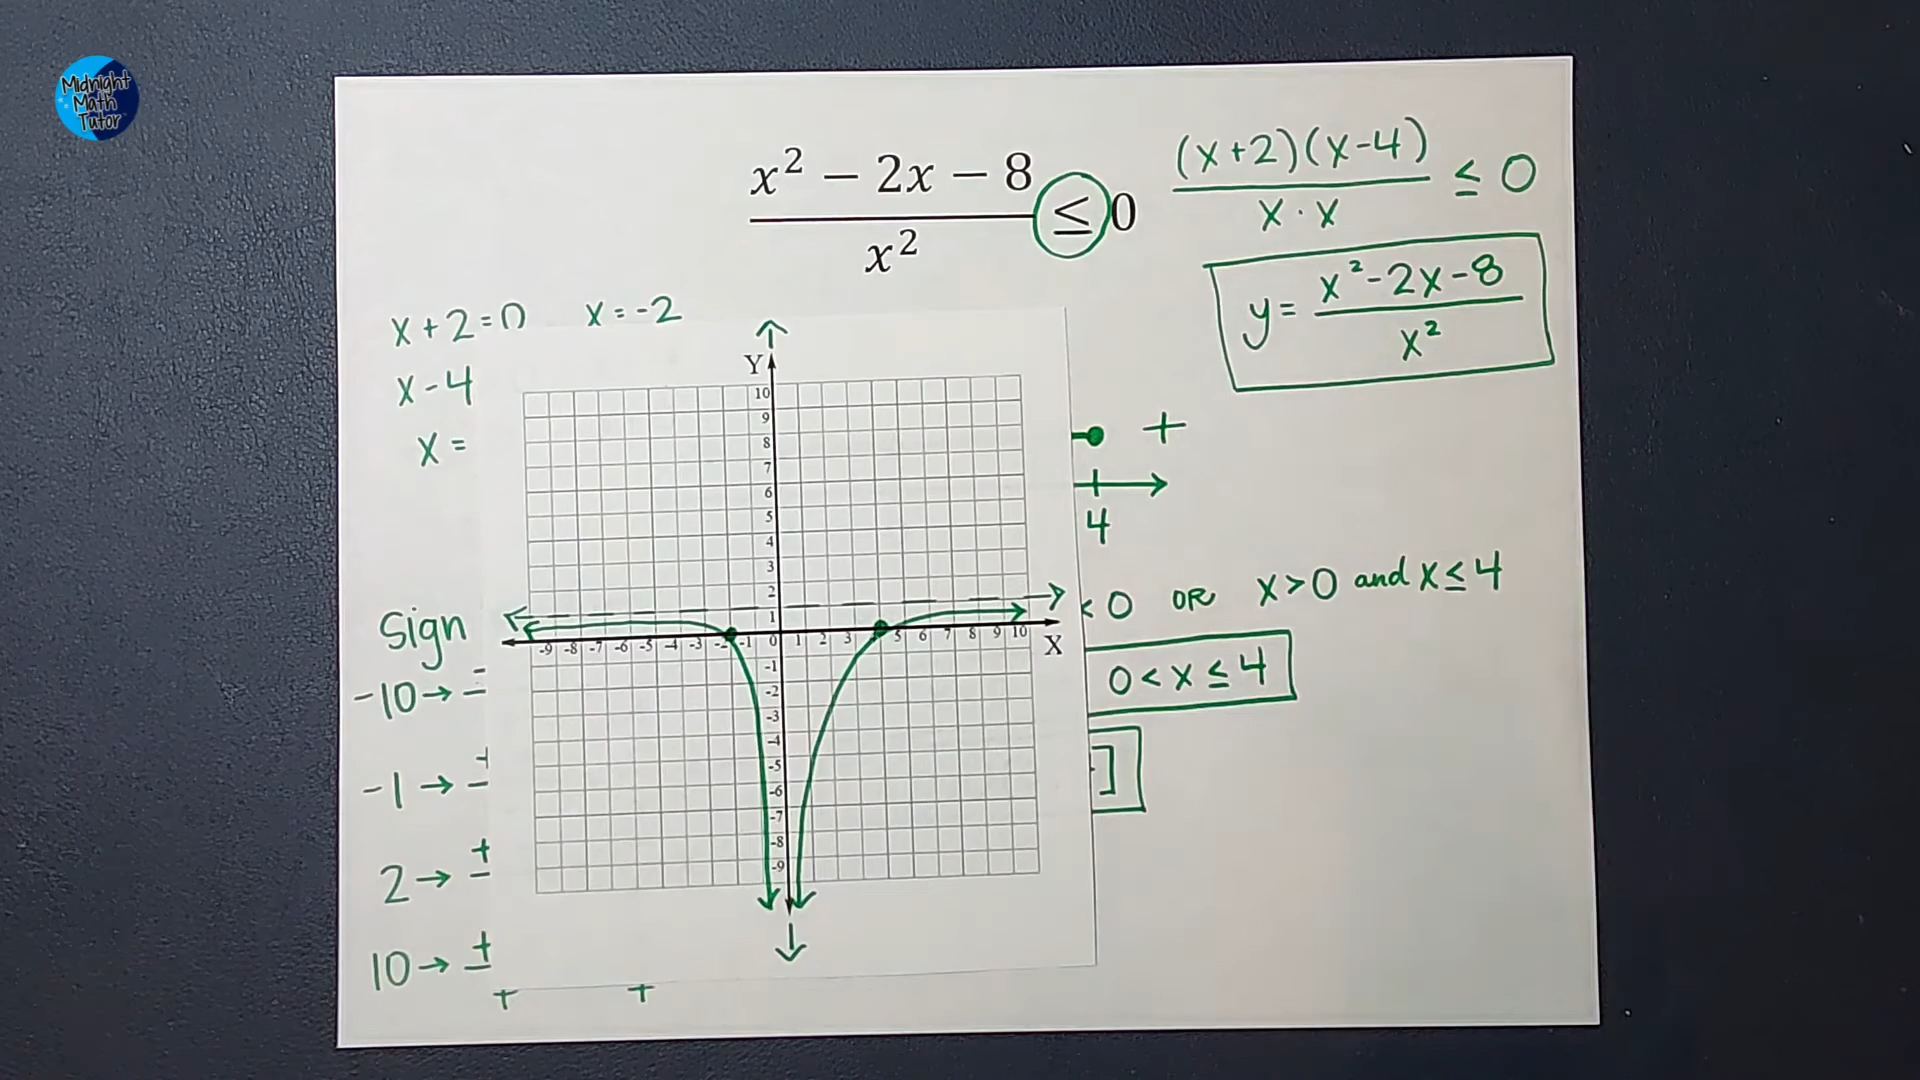 Midnight
Math
Tutor
x² − 2x − 8
x²
≤ 0
(x+2)(x-4)
x · x
≤ 0
y = x²-2x-8
x²
x+2=0 x=-2
x-4
x=
Y
10
9
8
7
6
5
4
3
2
1
-9 -8 -7 -6 -5 -4 -3 -2 -1 0 1 2 3 5 6 7 8 9 10
X
-1
-2
-3
-4
-5
-6
-7
-8
-9
+
4
< 0 OR x>0 and x≤4
0<x≤4
]
Sign
-10→
-1→
2→ +
-
10→ +
-
+ +